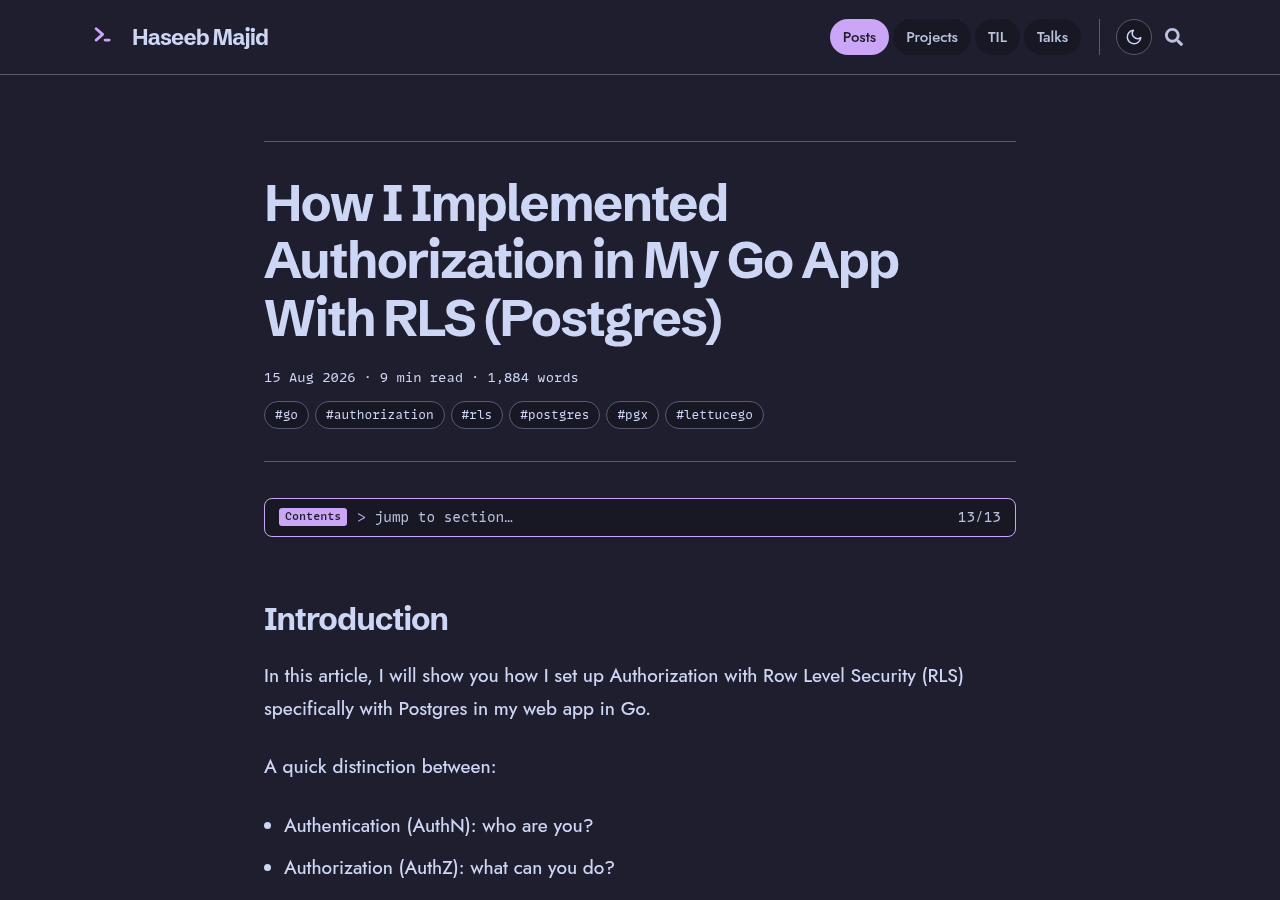 Haseeb Majid
Posts
Projects
TIL
Talks
How I Implemented
Authorization in My Go App
With RLS (Postgres)
15 Aug 2026 · 9 min read · 1,884 words
#go #authorization #rls #postgres #pgx #lettucego
Contents > jump to section… 13/13
Introduction
In this article, I will show you how I set up Authorization with Row Level Security (RLS)
specifically with Postgres in my web app in Go.
A quick distinction between:
• Authentication (AuthN): who are you?
• Authorization (AuthZ): what can you do?